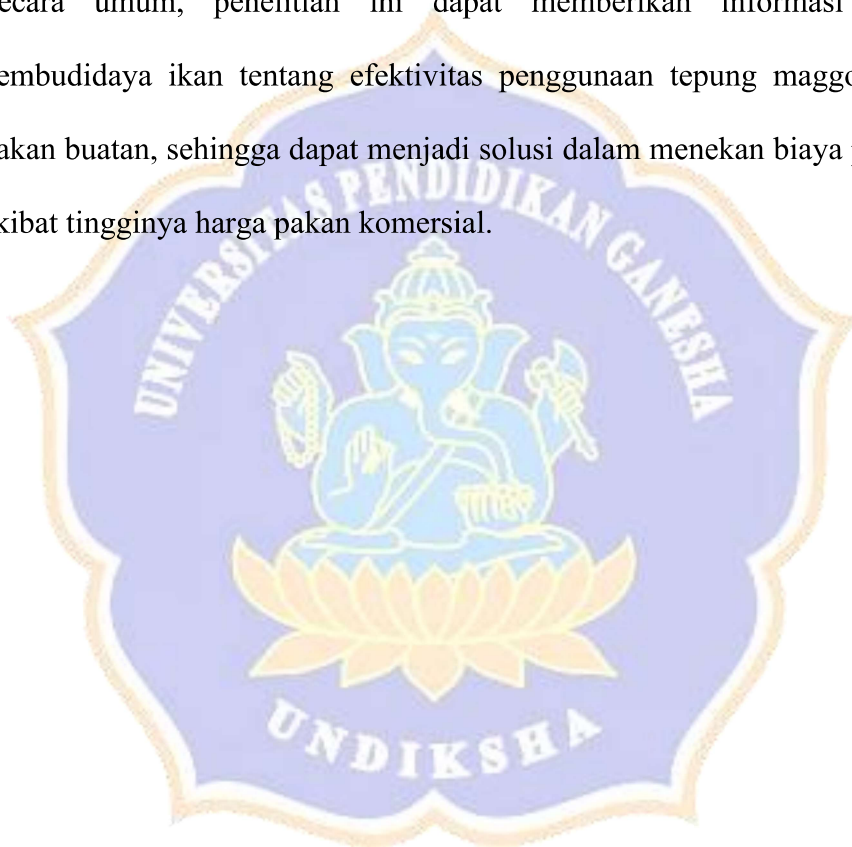 ecara umum, penelitian ini dapat memberikan informasi
embudidaya ikan tentang efektivitas penggunaan tepung maggo
akan buatan, sehingga dapat menjadi solusi dalam menekan biaya
kibat tingginya harga pakan komersial.
UNIVERSITAS PENDIDIKAN GANESHA
UNDIKSHA